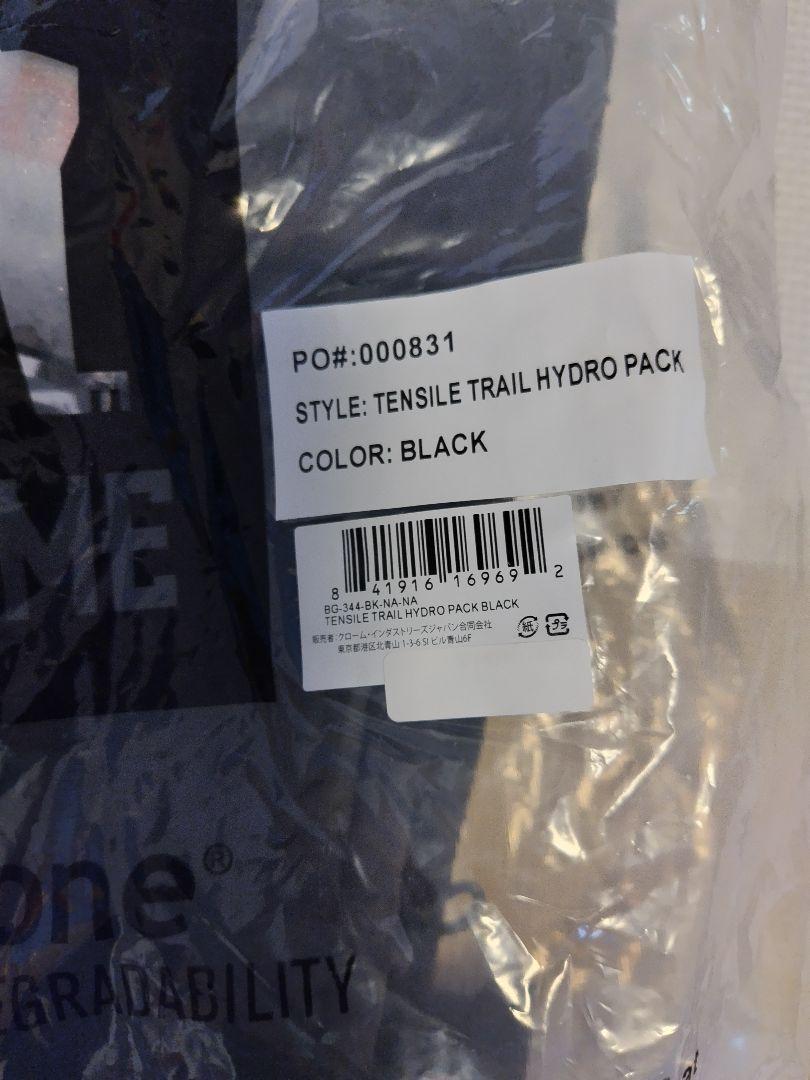 PO#:000831
STYLE: TENSILE TRAIL HYDRO PACK
COLOR: BLACK
8 41916 16969 2
BG-344-BK-NA-NA
TENSILE TRAIL HYDRO PACK BLACK
販売者:クローム・インダストリーズジャパン合同会社
東京都港区北青山 1-3-6 SI ビル青山6F
紙 プラ
ME
one®
EGRADABILITY